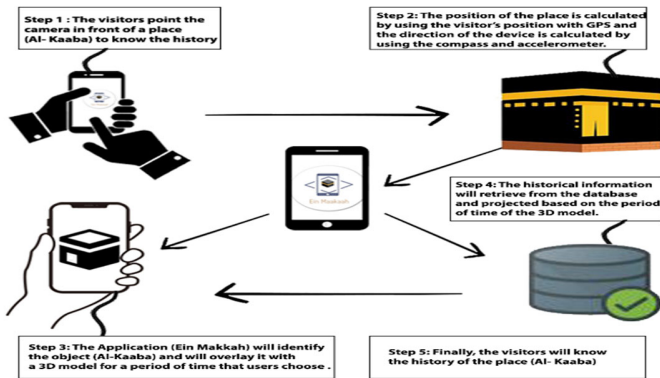 Step 1 : The visitors point the
camera in front of a place
(Al- Kaaba) to know the history
Step 2: The position of the place is calculated
by using the visitor's position with GPS and
the direction of the device is calculated by
using the compass and accelerometer.
Ein Makkah
Step 4: The historical information
will retrieve from the database
and projected based on the period
of time of the 3D model.
Step 3: The Application (Ein Makkah) will identify
the object (Al-Kaaba) and will overlay it with
a 3D model for a period of time that users choose .
Step 5: Finally, the visitors will know
the history of the place (Al- Kaaba)